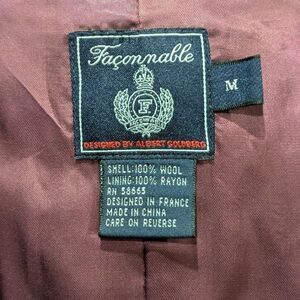 Façonnable
M
F
DESIGNED BY ALBERT GOLDBERG
SHELL:100% WOOL
LINING:100% RAYON
RN 58665
DESIGNED IN FRANCE
MADE IN CHINA
CARE ON REVERSE